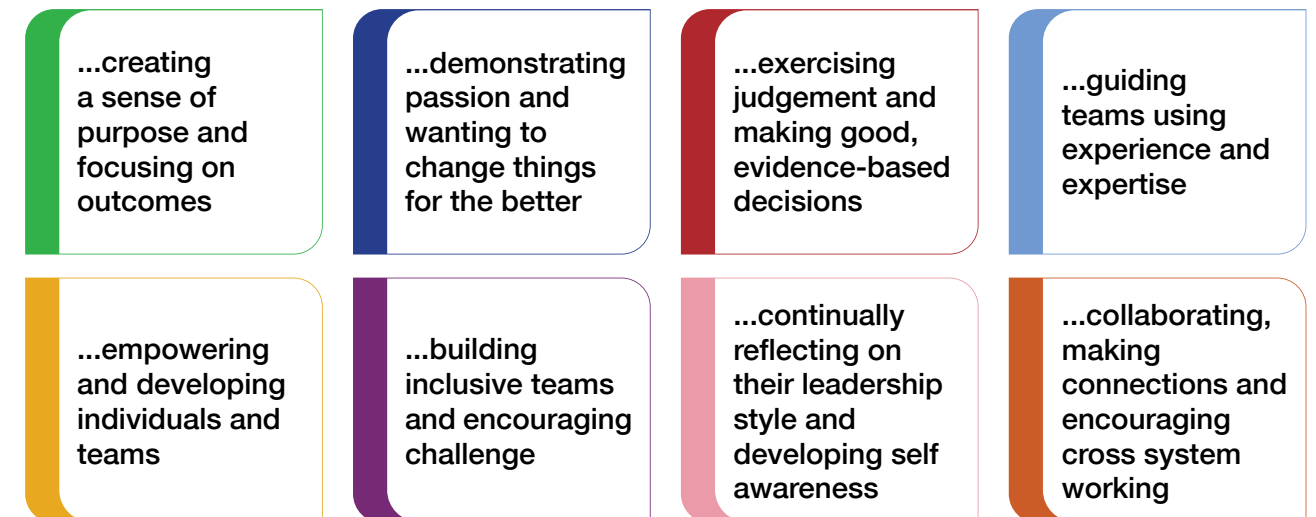 ...creating
a sense of
purpose and
focusing on
outcomes
...demonstrating
passion and
wanting to
change things
for the better
...exercising
judgement and
making good,
evidence-based
decisions
...guiding
teams using
experience and
expertise
...empowering
and developing
individuals and
teams
...building
inclusive teams
and encouraging
challenge
...continually
reflecting on
their leadership
style and
developing self
awareness
...collaborating,
making
connections and
encouraging
cross system
working